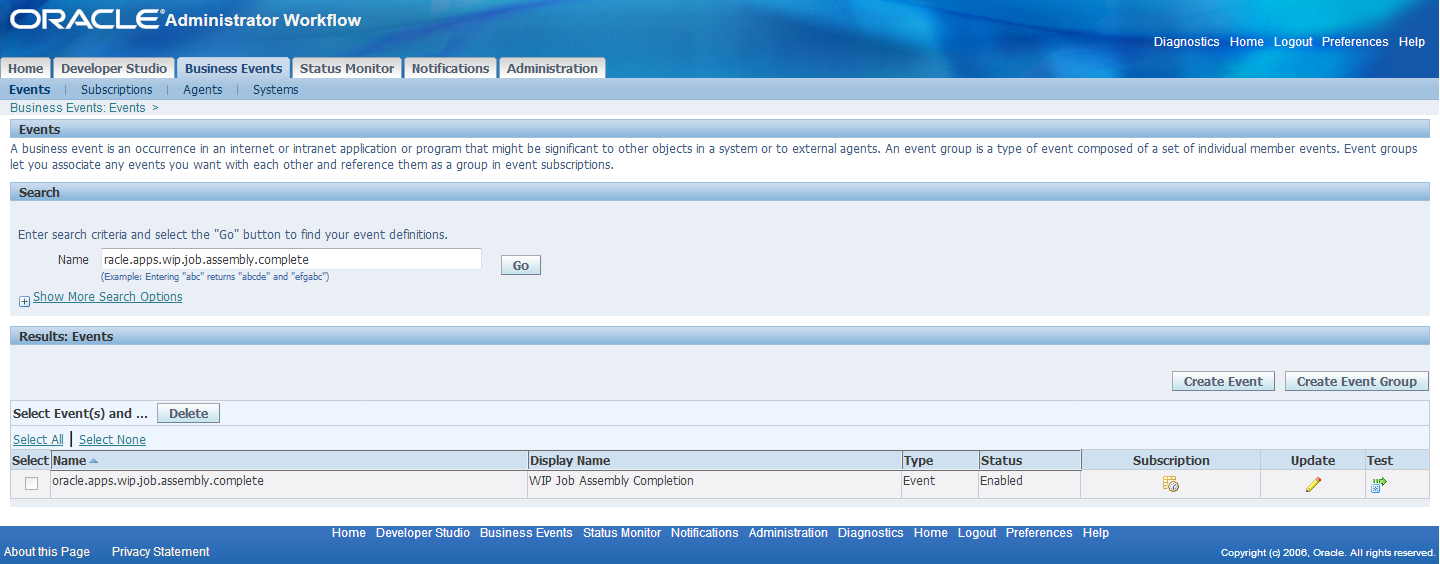 ORACLE® Administrator Workflow
Diagnostics Home Logout Preferences Help
Home Developer Studio Business Events Status Monitor Notifications Administration
Events | Subscriptions | Agents | Systems
Business Events: Events >
Events
A business event is an occurrence in an internet or intranet application or program that might be significant to other objects in a system or to external agents. An event group is a type of event composed of a set of individual member events. Event groups
let you associate any events you want with each other and reference them as a group in event subscriptions.
Search
Enter search criteria and select the "Go" button to find your event definitions.
Name racle.apps.wip.job.assembly.complete Go
(Example: Entering "abc" returns "abcde" and "efgabc")
Show More Search Options
Results: Events
Create Event Create Event Group
Select Event(s) and ... Delete
Select All | Select None
Select Name Display Name Type Status Subscription Update Test
oracle.apps.wip.job.assembly.complete WIP Job Assembly Completion Event Enabled
Home Developer Studio Business Events Status Monitor Notifications Administration Diagnostics Home Logout Preferences Help
About this Page Privacy Statement Copyright (c) 2006, Oracle. All rights reserved.